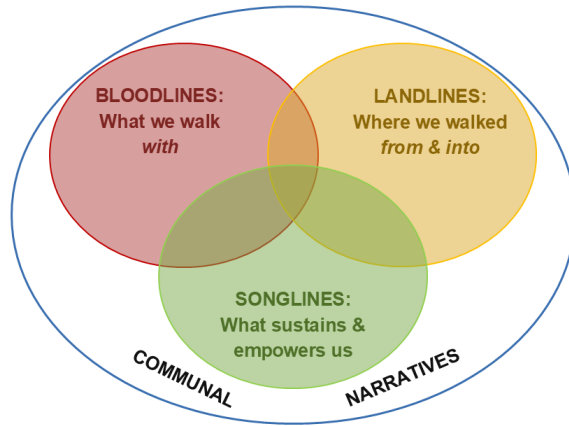 BLOODLINES:
What we walk
with
LANDLINES:
Where we walked
from & into
SONGLINES:
What sustains &
empowers us
COMMUNAL
NARRATIVES